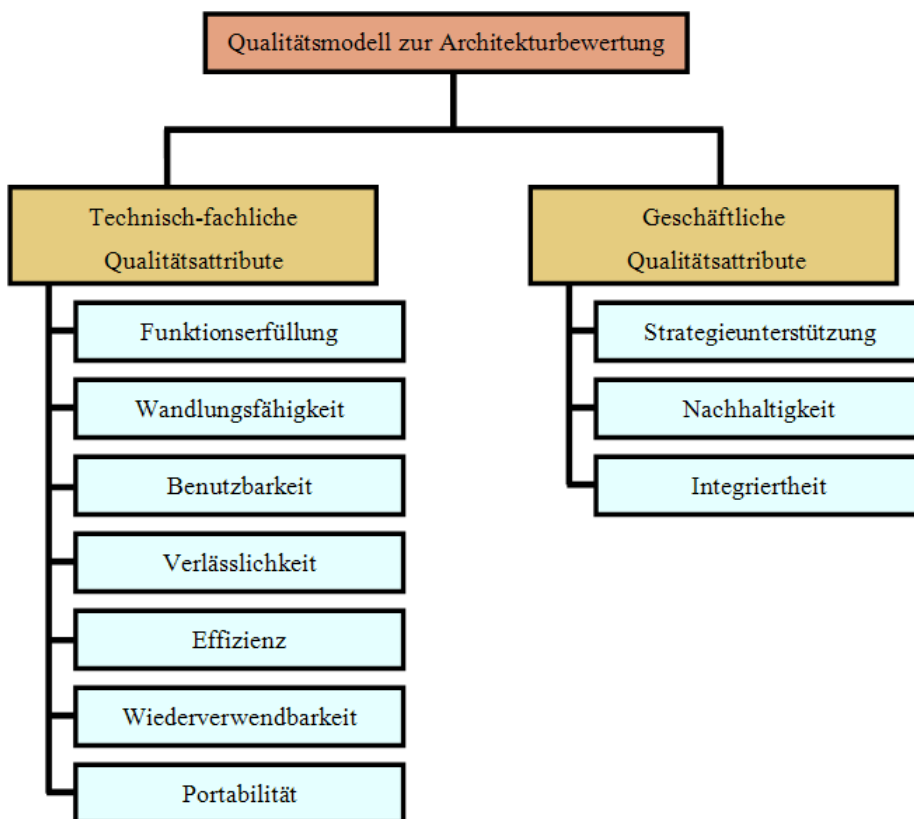 Qualitätsmodell zur Architekturbewertung
Technisch-fachliche
Qualitätsattribute
Funktionserfüllung
Wandlungsfähigkeit
Benutzbarkeit
Verlässlichkeit
Effizienz
Wiederverwendbarkeit
Portabilität
Geschäftliche
Qualitätsattribute
Strategieunterstützung
Nachhaltigkeit
Integriertheit